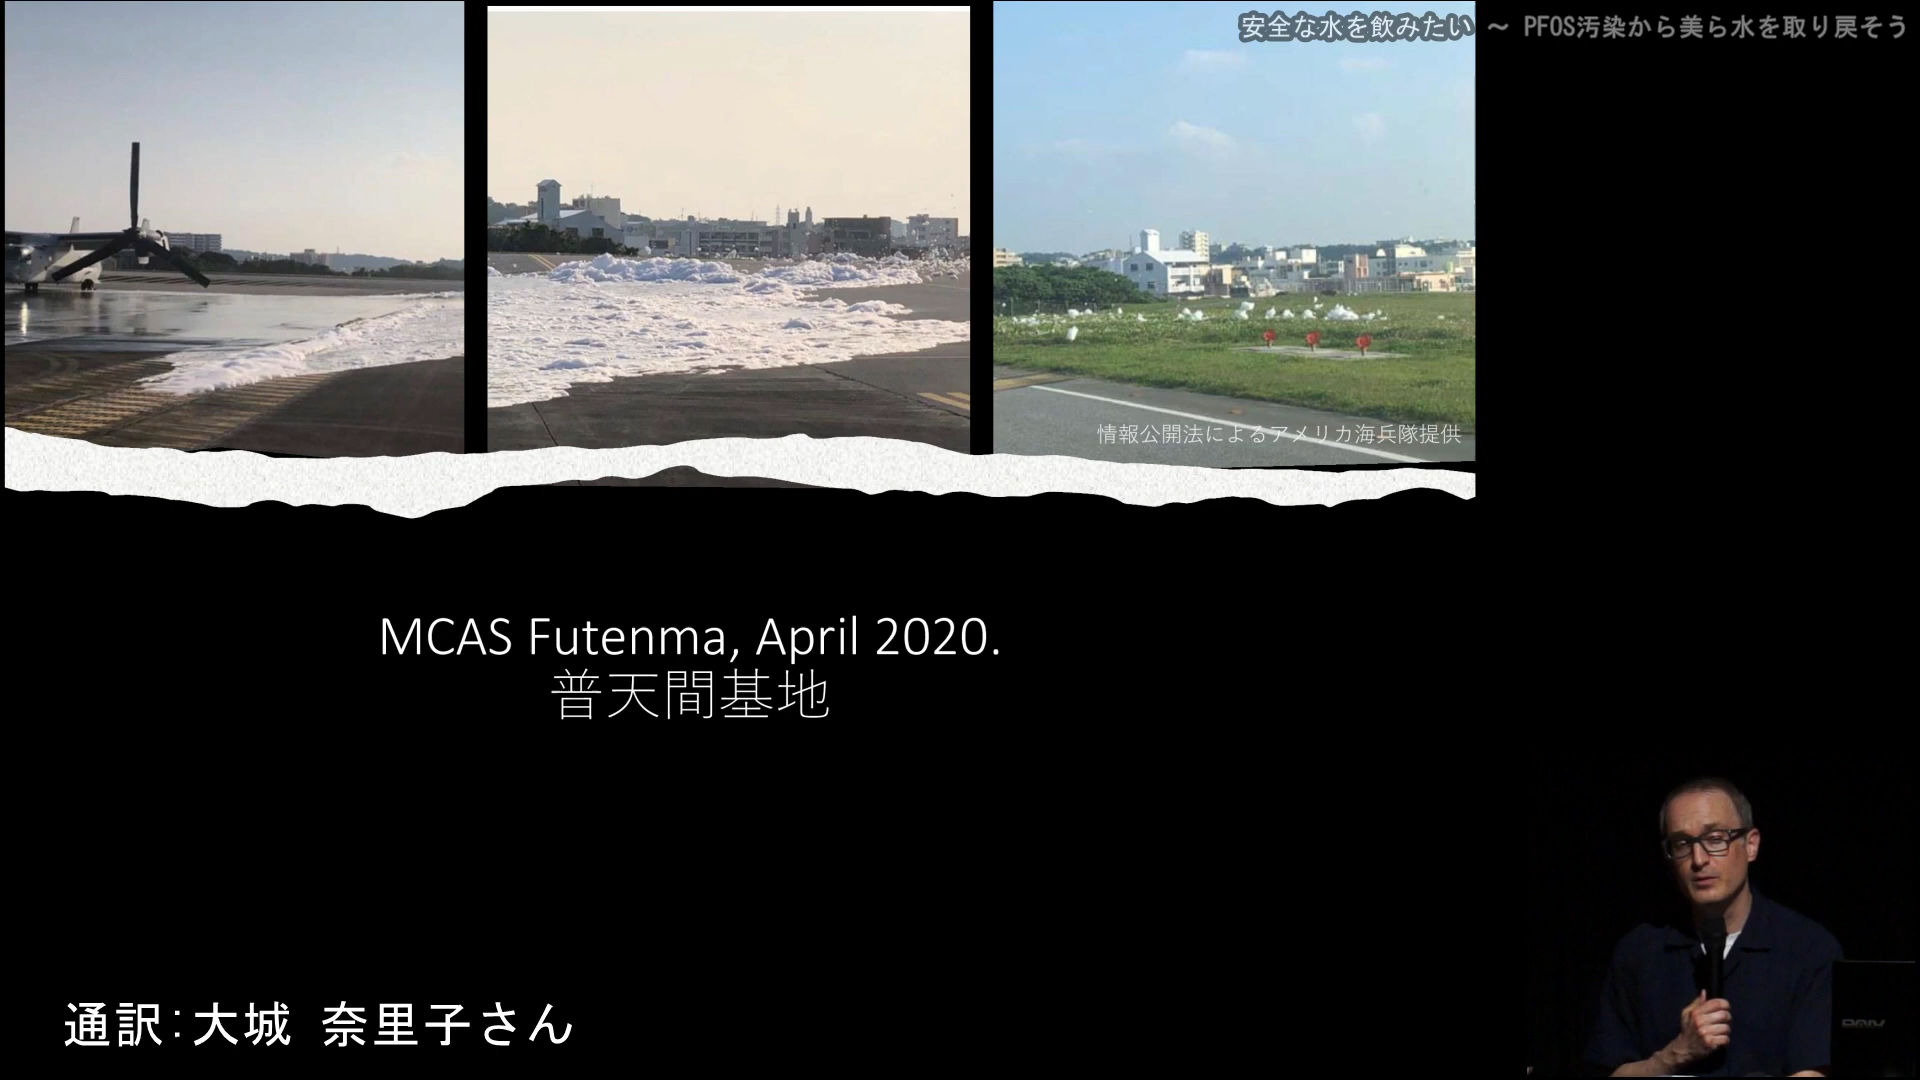 安全な水を飲みたい ～ PFOS汚染から美ら水を取り戻そう
情報公開法によるアメリカ海兵隊提供
MCAS Futenma, April 2020.
普天間基地
通訳：大城 奈里子さん
DAIV